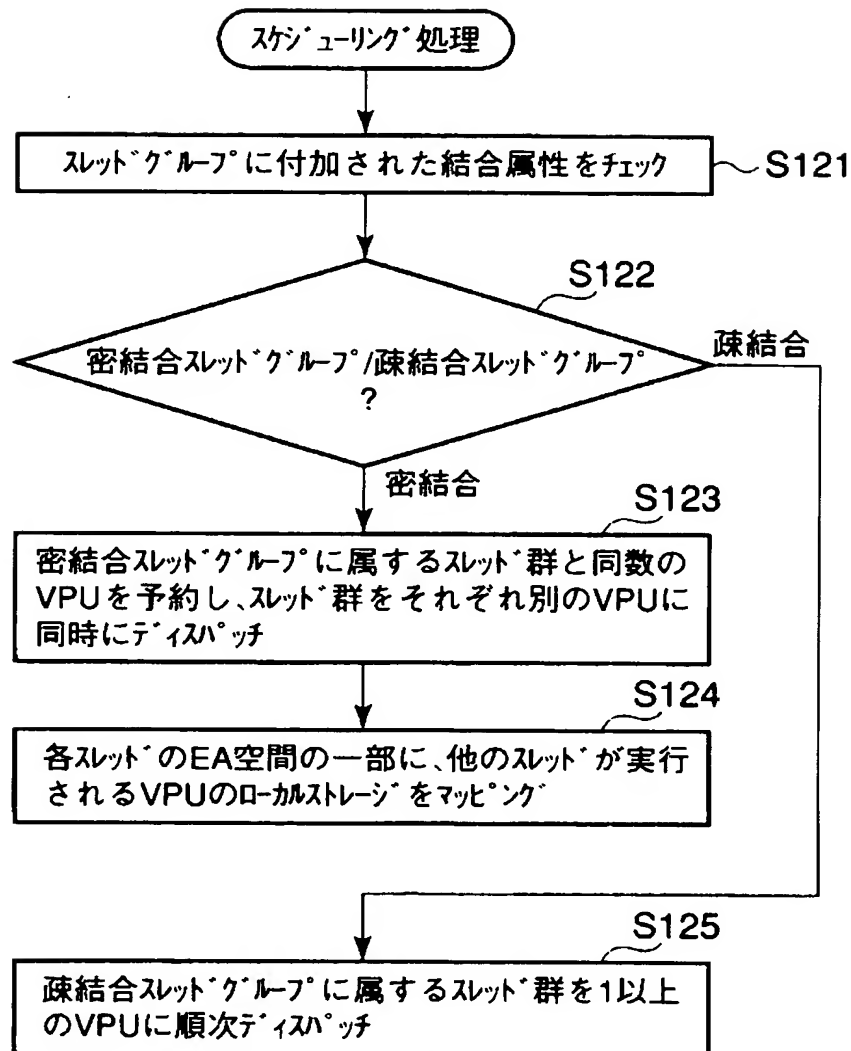 スケジューリング処理
スレッドグループに付加された結合属性をチェック
S121
S122
密結合スレッドグループ/疎結合スレッドグループ
?
疎結合
密結合
S123
密結合スレッドグループに属するスレッド群と同数の
VPUを予約し、スレッド群をそれぞれ別のVPUに
同時にディスパッチ
S124
各スレッドのEA空間の一部に、他のスレッドが実行
されるVPUのローカルストレージをマッピング
S125
疎結合スレッドグループに属するスレッド群を1以上
のVPUに順次ディスパッチ